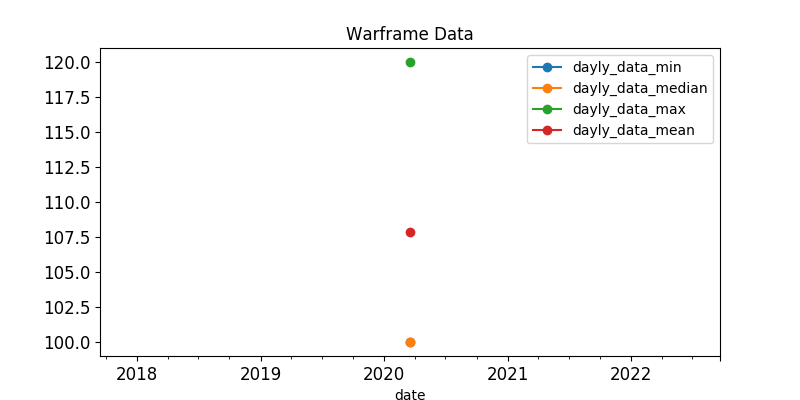 Warframe Data
dayly_data_min
dayly_data_median
dayly_data_max
dayly_data_mean
120.0
117.5
115.0
112.5
110.0
107.5
105.0
102.5
100.0
2018 2019 2020 2021 2022
date